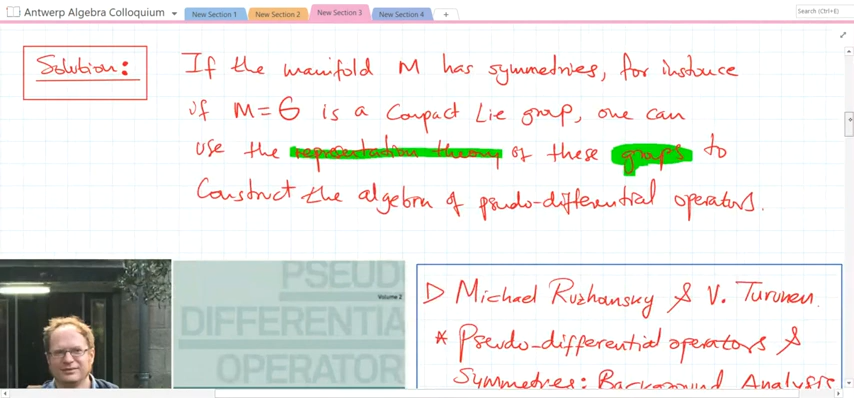 Antwerp Algebra Colloquium
New Section 1
New Section 2
New Section 3
New Section 4
+
Search (Ctrl+E)
Solution:
If the manifold M has symmetries, for instance
if M = G is a Compact Lie group, one can
use the representation theory of these groups to
Construct the algebra of pseudo-differential operators.
PSEUD
Volume 2
DIFFERENTIA
OPERATOR
▷ Michael Ruzhansky & V. Turunen.
* Pseudo-differential operators &
Symmetries: Background Analysis